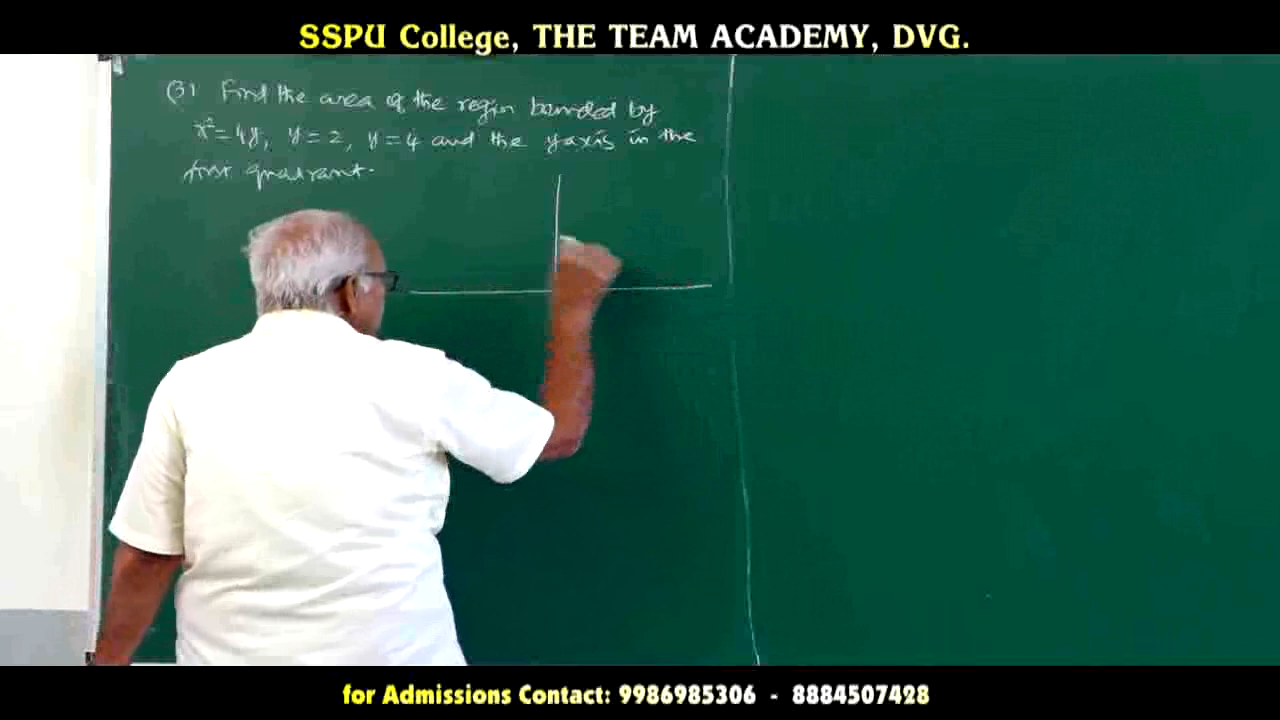 SSPU College, THE TEAM ACADEMY, DVG.
(3) Find the area of the region bounded by
x²=4y, y=2, y=4 and the yaxis in the
first quadrant.
for Admissions Contact: 9986985306 - 8884507428